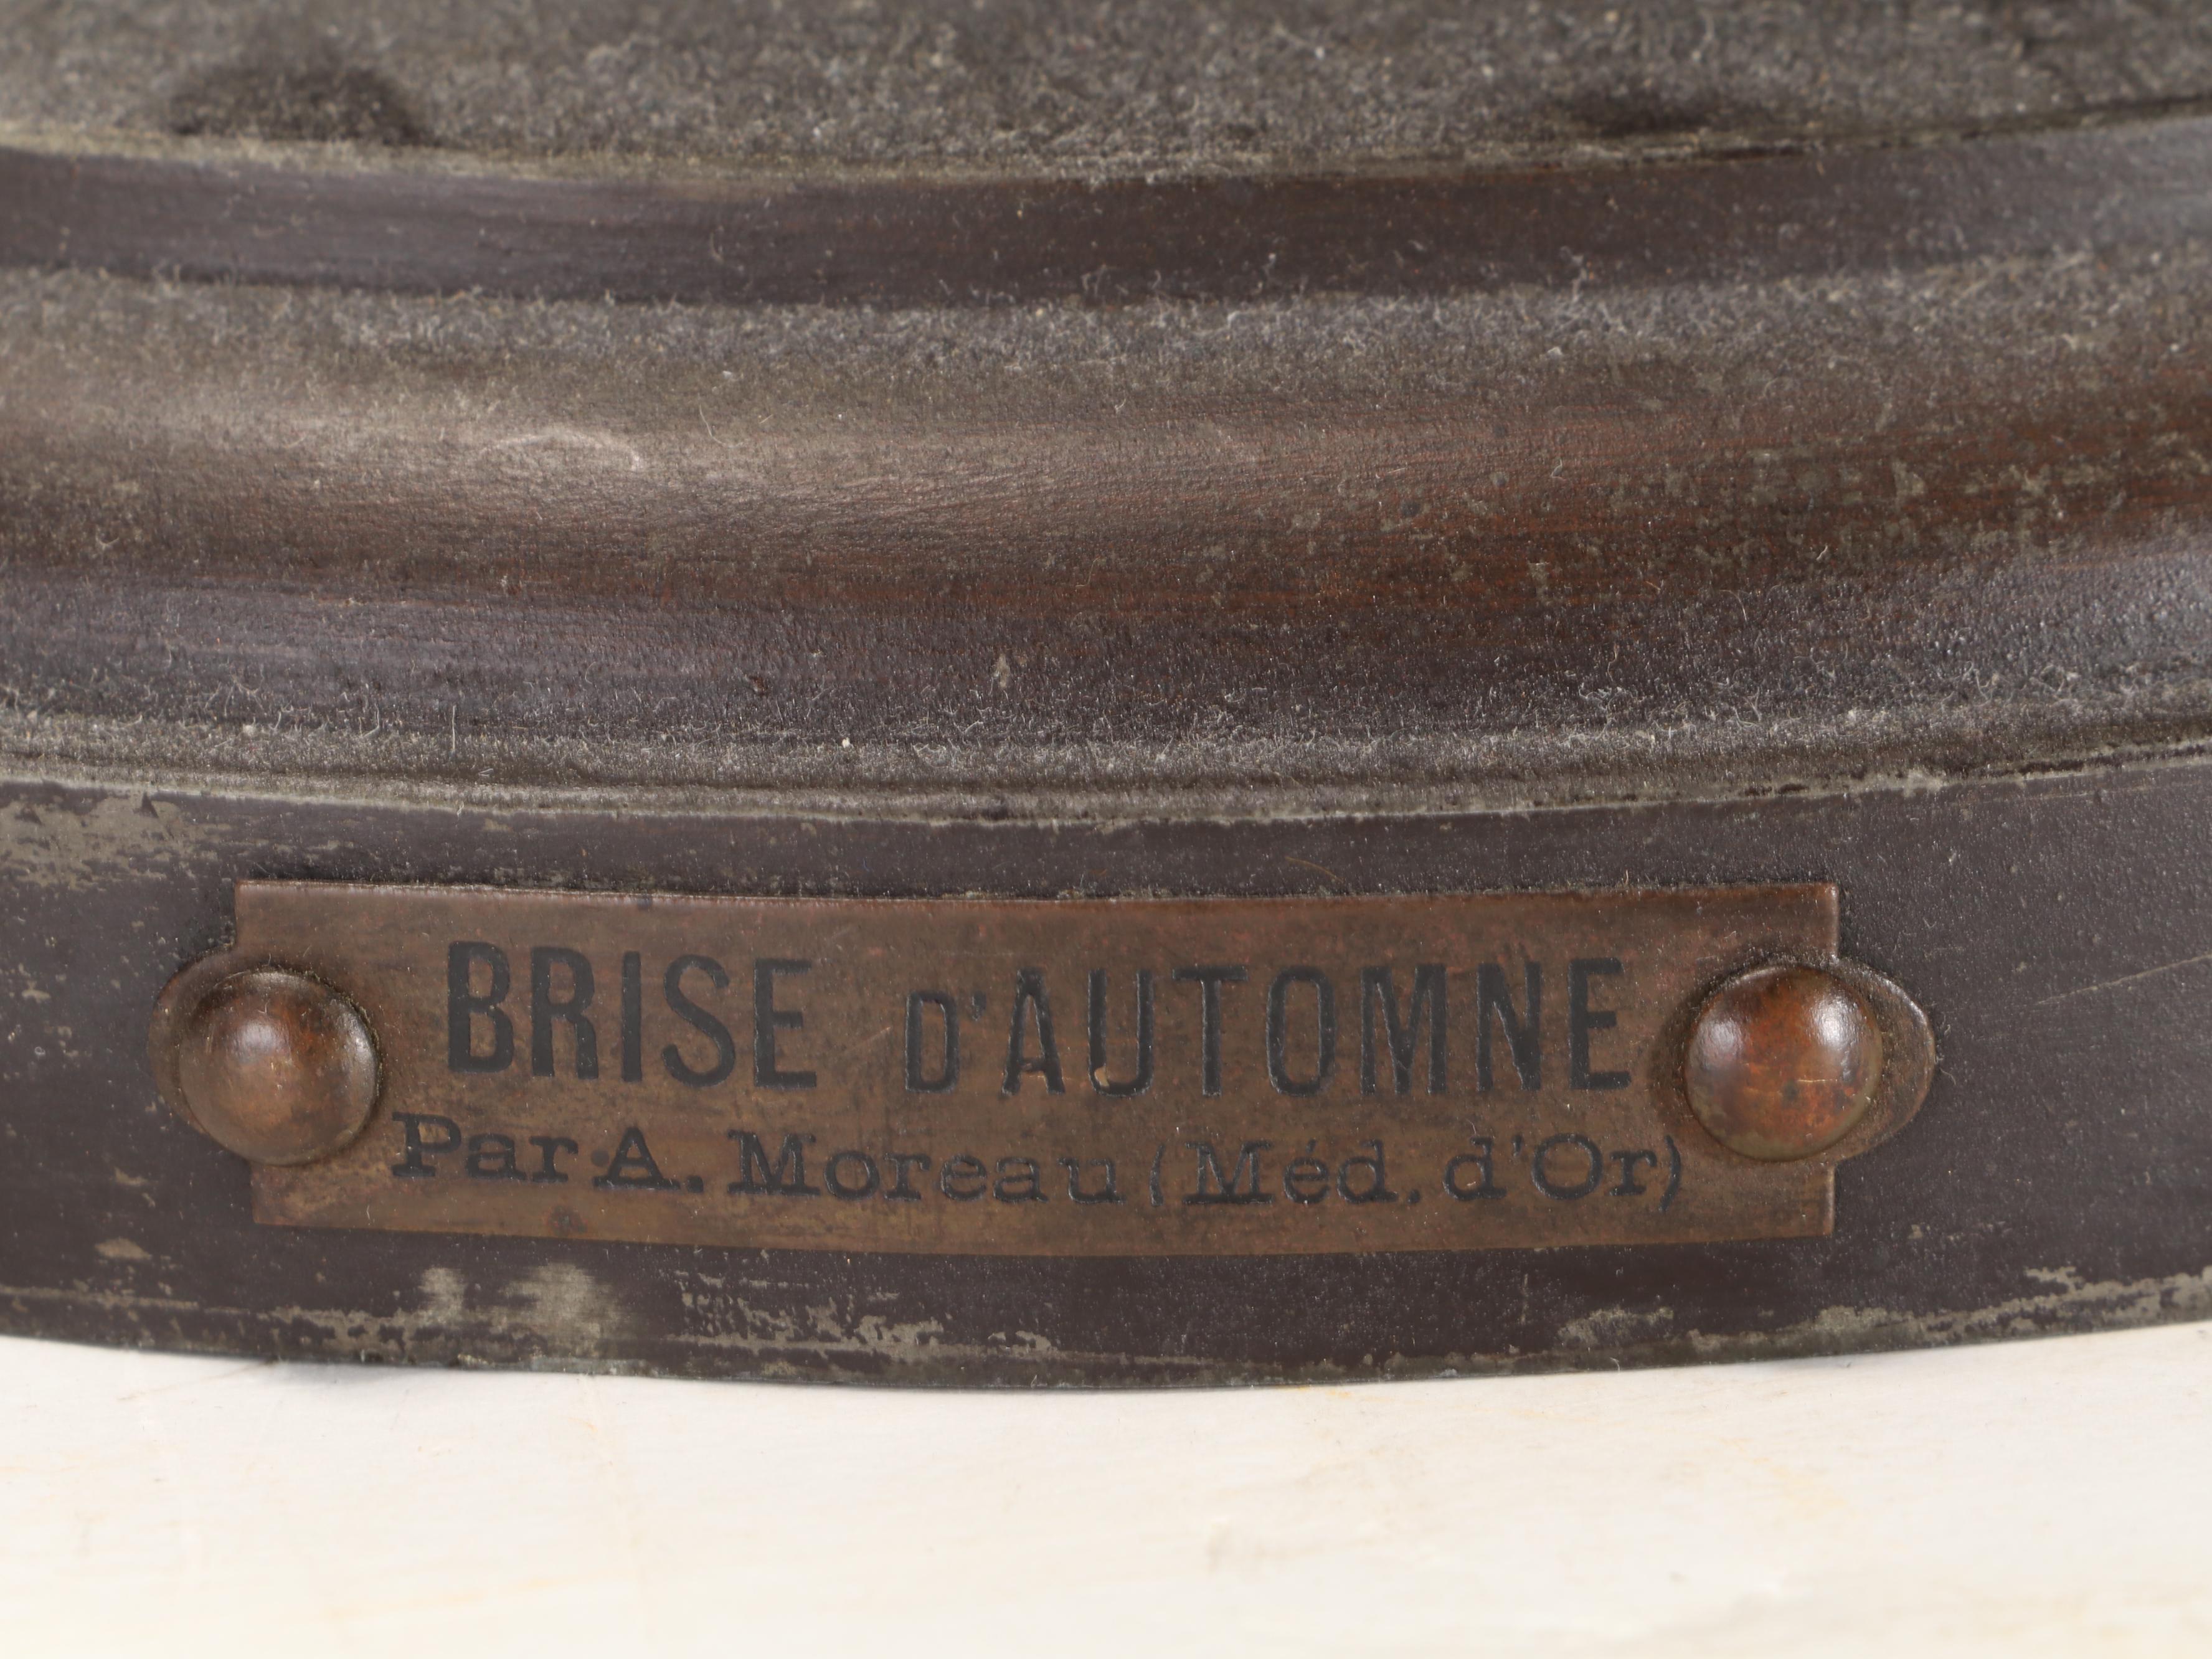 BRISE D'AUTOMNE
Par A. Moreau (Méd. d'Or)